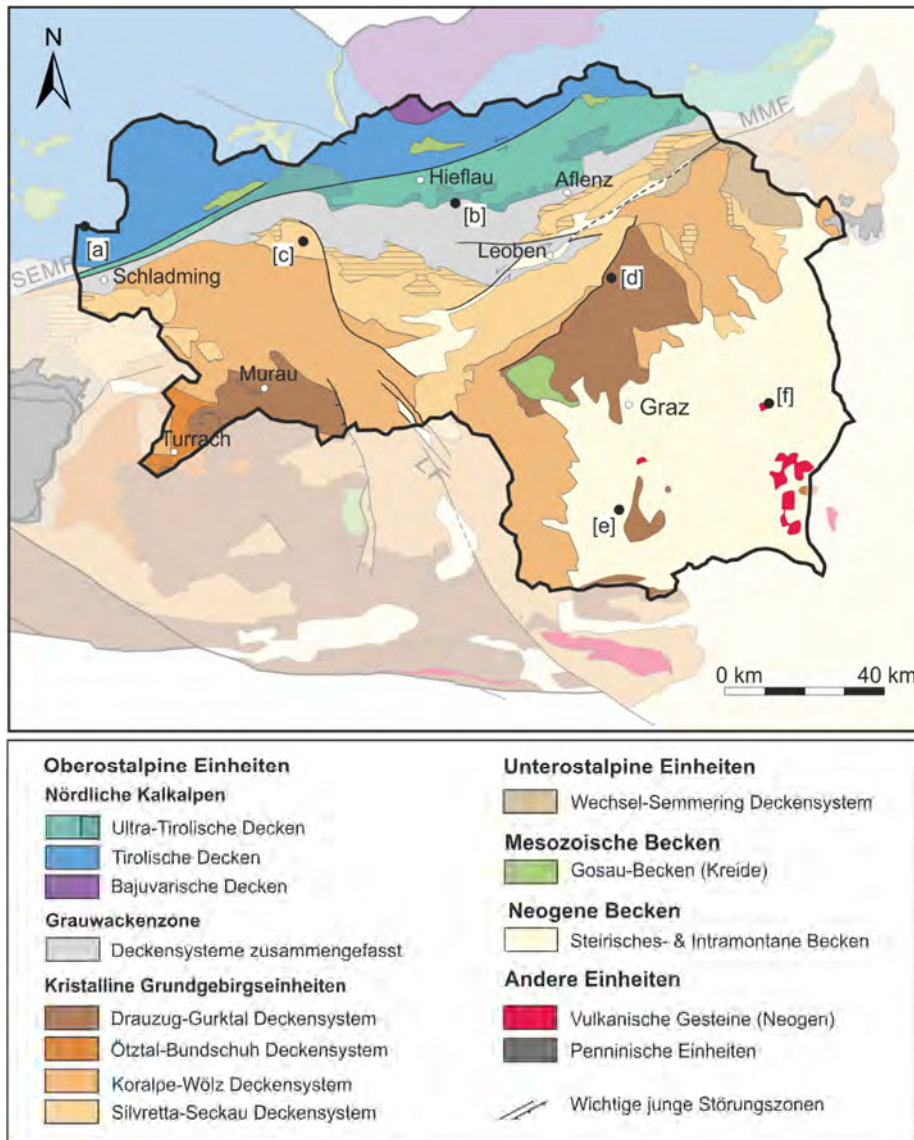 N
MMF
Hieflau
Aflenz
[b]
[a]
[c]
Leoben
SEMP
Schladming
[d]
Murau
Graz
[f]
Turrach
[e]
0 km 40 km
Oberostalpine Einheiten
Nördliche Kalkalpen
Ultra-Tirolische Decken
Tirolische Decken
Bajuvarische Decken
Grauwackenzone
Deckensysteme zusammengefasst
Kristalline Grundgebirgseinheiten
Drauzug-Gurktal Deckensystem
Ötztal-Bundschuh Deckensystem
Koralpe-Wölz Deckensystem
Silvretta-Seckau Deckensystem
Unterostalpine Einheiten
Wechsel-Semmering Deckensystem
Mesozoische Becken
Gosau-Becken (Kreide)
Neogene Becken
Steirisches- & Intramontane Becken
Andere Einheiten
Vulkanische Gesteine (Neogen)
Penninische Einheiten
Wichtige junge Störungszonen